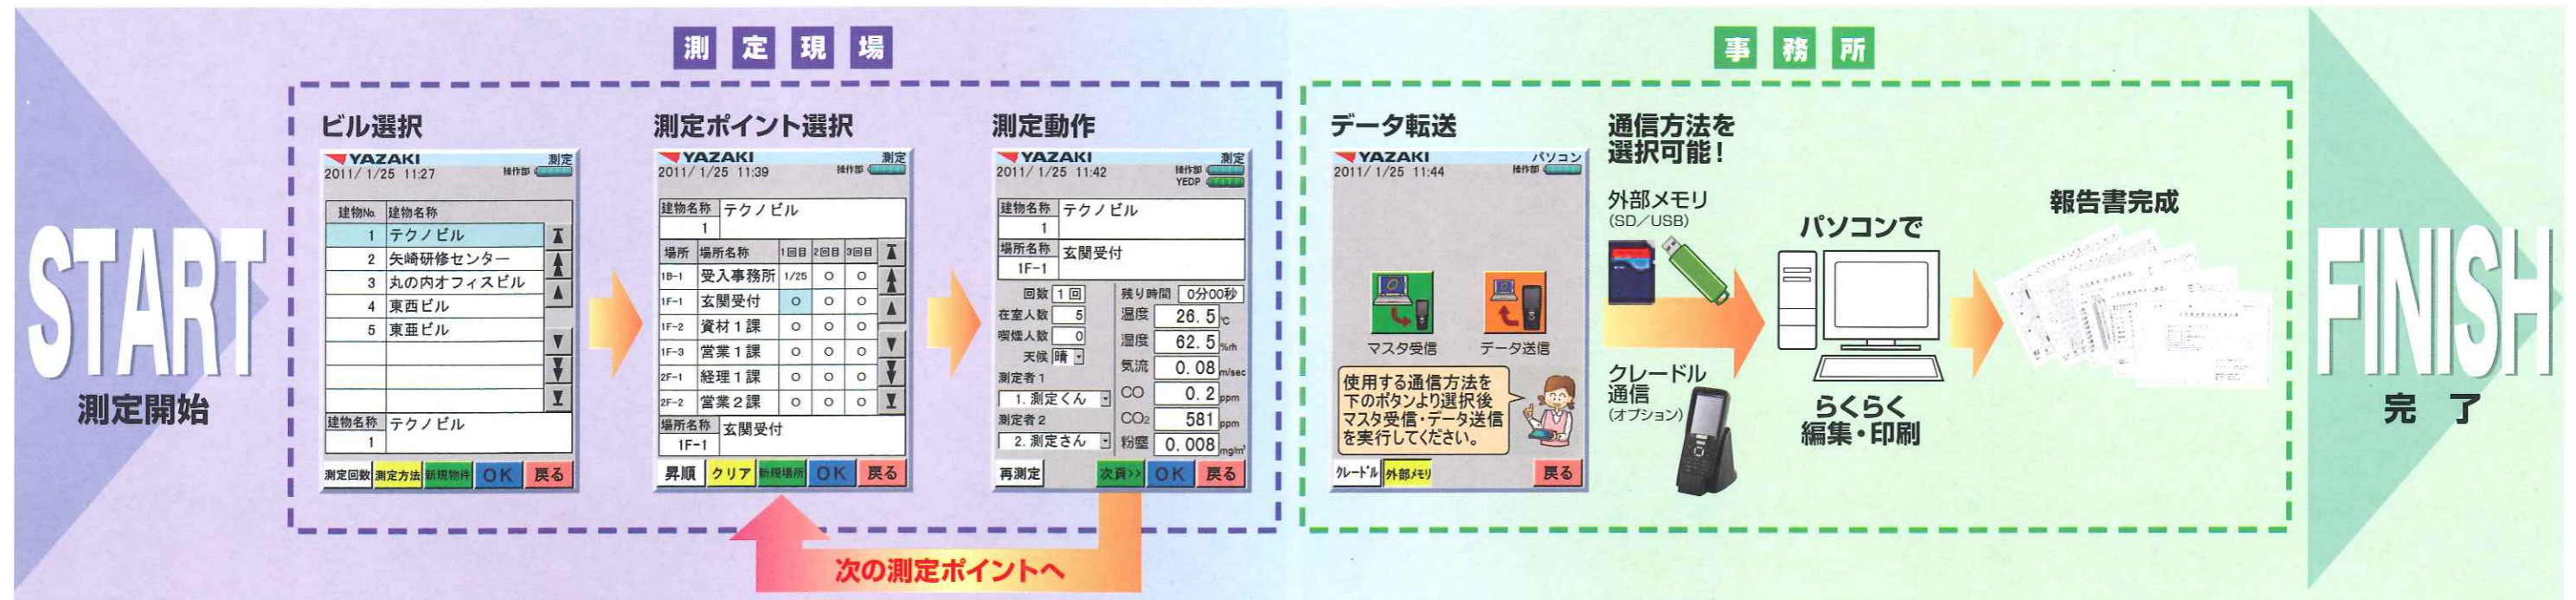 START
測定開始
測定現場
ビル選択
YAZAKI 測定
2011/ 1/25 11:27 操作部
建物No. 建物名称
1 テクノビル
2 矢崎研修センター
3 丸の内オフィスビル
4 東西ビル
5 東亜ビル
建物名称 テクノビル
1
測定回数 測定方法 新規物件 OK 戻る
測定ポイント選択
YAZAKI 測定
2011/ 1/25 11:39 操作部
建物名称 テクノビル
1
場所 場所名称 1回目 2回目 3回目
1B-1 受入事務所 1/25 ○ ○
1F-1 玄関受付 ○ ○ ○
1F-2 資材1課 ○ ○ ○
1F-3 営業1課 ○ ○ ○
2F-1 経理1課 ○ ○ ○
2F-2 営業2課 ○ ○ ○
場所名称 玄関受付
1F-1
昇順 クリア 新規場所 OK 戻る
測定動作
YAZAKI 測定
2011/ 1/25 11:42 操作部
YEDP
建物名称 テクノビル
1
場所名称 玄関受付
1F-1
回数 1回 残り時間 0分00秒
在室人数 5 温度 26.5 ℃
喫煙人数 0 湿度 62.5 %rh
天候 晴 気流 0.08 m/sec
測定者1
1.測定くん CO 0.2 ppm
測定者2 CO₂ 581 ppm
2.測定さん 粉塵 0.008 mg/m³
再測定 次頁>> OK 戻る
次の測定ポイントへ
事務所
データ転送
YAZAKI パソコン
2011/ 1/25 11:44 操作部
マスタ受信 データ送信
使用する通信方法を
下のボタンより選択後
マスタ受信・データ送信
を実行してください。
クレードル 外部メモリ 戻る
通信方法を
選択可能！
外部メモリ
(SD／USB)
クレードル
通信
(オプション)
パソコンで
らくらく
編集・印刷
報告書完成
FINISH
完 了